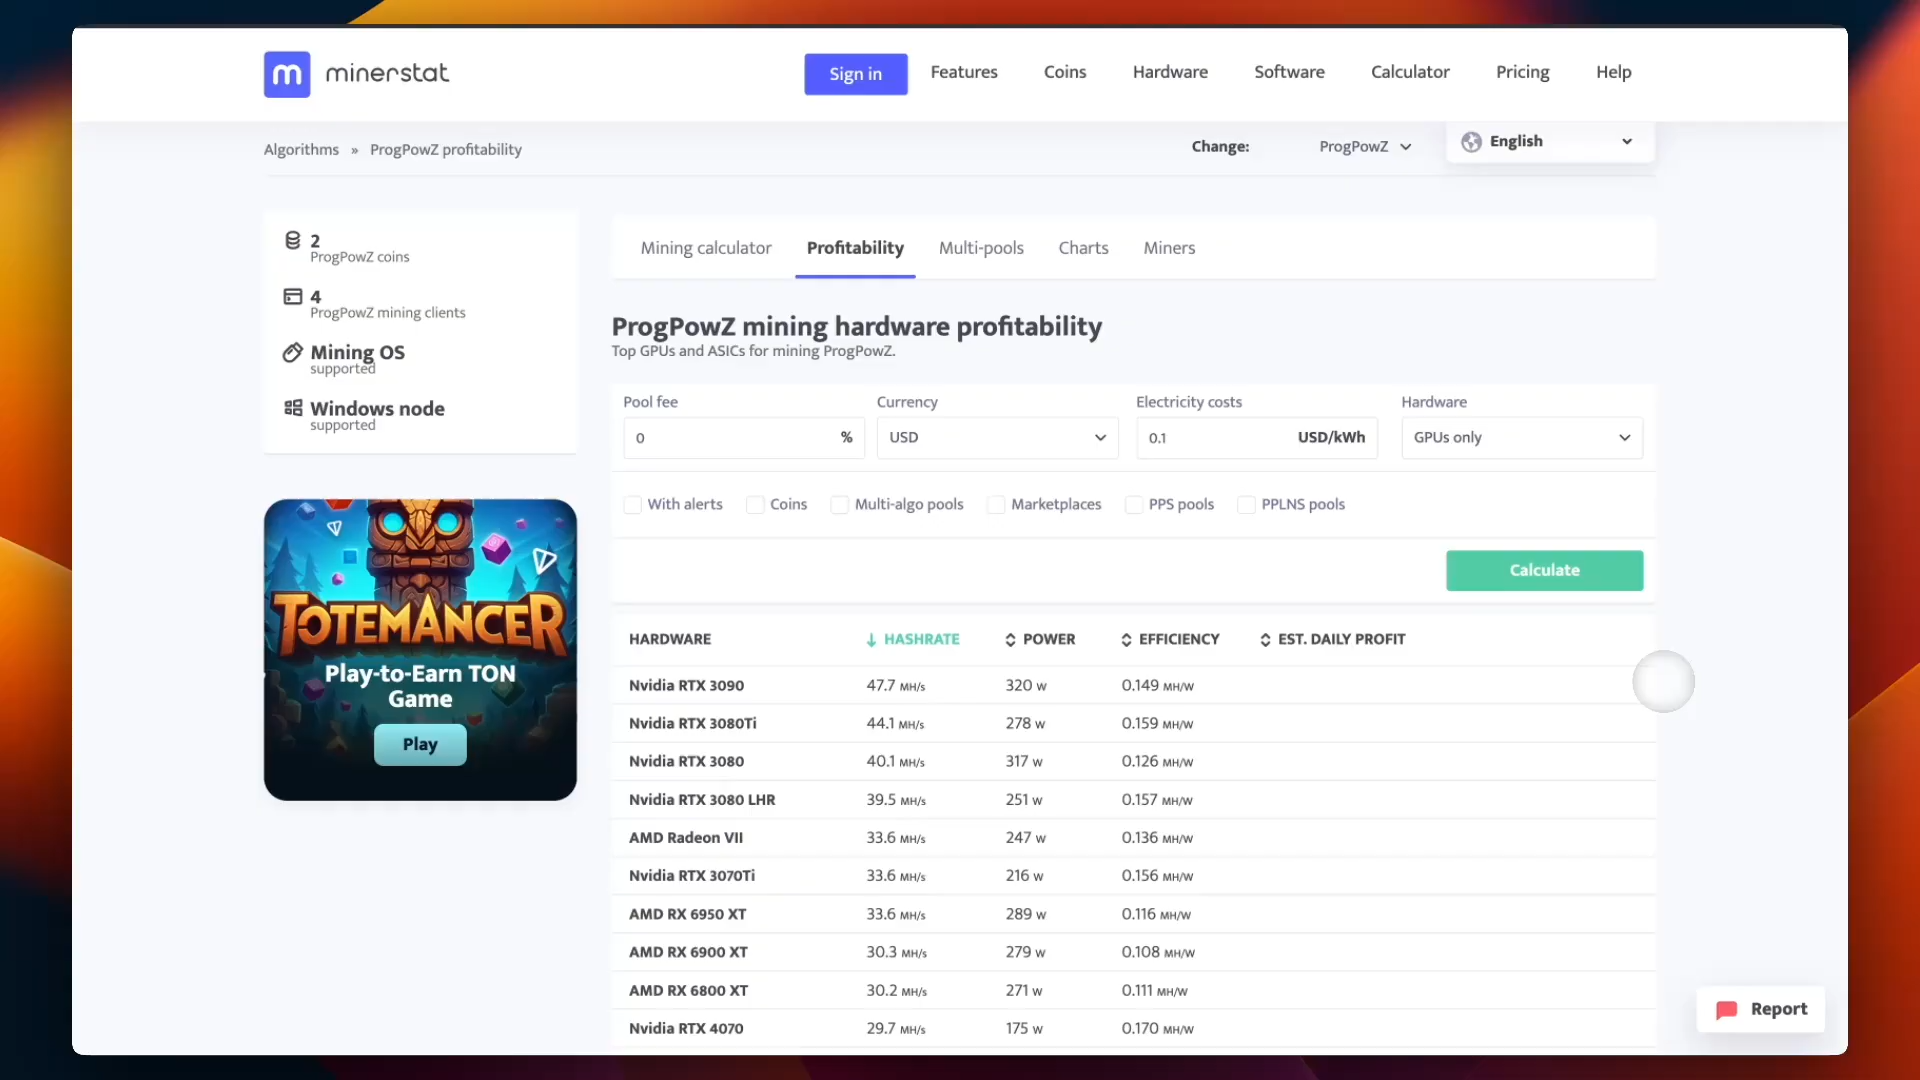 minerstat
Sign in
Features
Coins
Hardware
Software
Calculator
Pricing
Help
Algorithms » ProgPowZ profitability
Change:
ProgPowZ
English
2
ProgPowZ coins
4
ProgPowZ mining clients
Mining OS
supported
Windows node
supported
TOTEMANCER
Play-to-Earn TON
Game
Play
Mining calculator
Profitability
Multi-pools
Charts
Miners
ProgPowZ mining hardware profitability
Top GPUs and ASICs for mining ProgPowZ.
Pool fee
Currency
Electricity costs
Hardware
0 %
USD
0.1 USD/kWh
GPUs only
With alerts
Coins
Multi-algo pools
Marketplaces
PPS pools
PPLNS pools
Calculate
HARDWARE HASHRATE POWER EFFICIENCY EST. DAILY PROFIT
Nvidia RTX 3090 47.7 MH/s 320 W 0.149 MH/W
Nvidia RTX 3080Ti 44.1 MH/s 278 W 0.159 MH/W
Nvidia RTX 3080 40.1 MH/s 317 W 0.126 MH/W
Nvidia RTX 3080 LHR 39.5 MH/s 251 W 0.157 MH/W
AMD Radeon VII 33.6 MH/s 247 W 0.136 MH/W
Nvidia RTX 3070Ti 33.6 MH/s 216 W 0.156 MH/W
AMD RX 6950 XT 33.6 MH/s 289 W 0.116 MH/W
AMD RX 6900 XT 30.3 MH/s 279 W 0.108 MH/W
AMD RX 6800 XT 30.2 MH/s 271 W 0.111 MH/W
Nvidia RTX 4070 29.7 MH/s 175 W 0.170 MH/W
Report